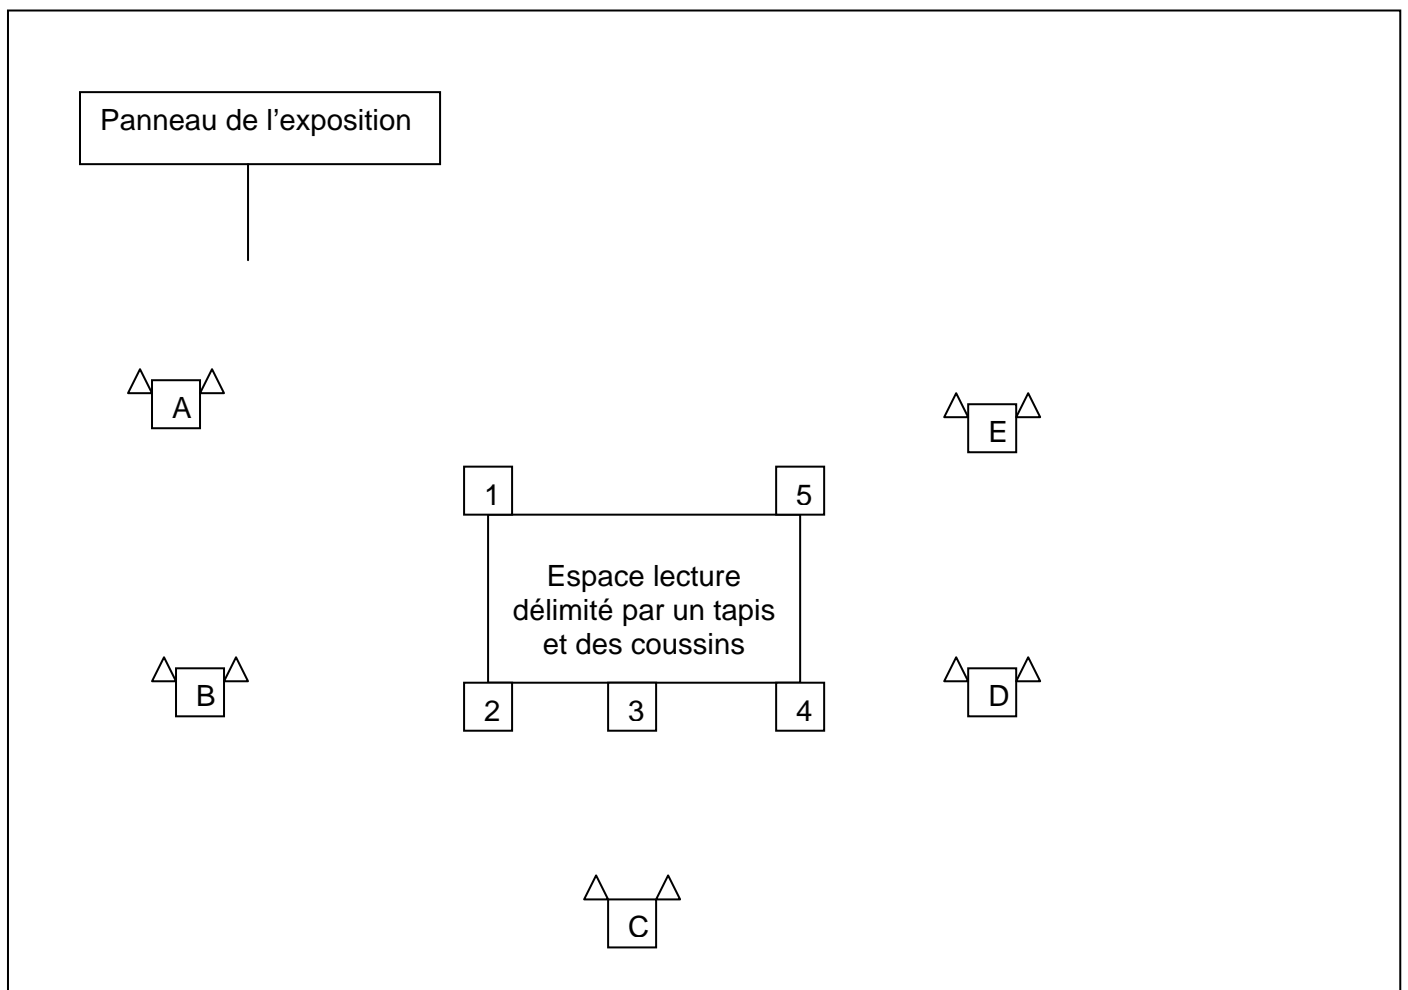 Panneau de l'exposition
A
E
1
5
Espace lecture
délimité par un tapis
et des coussins
B
D
2
3
4
C